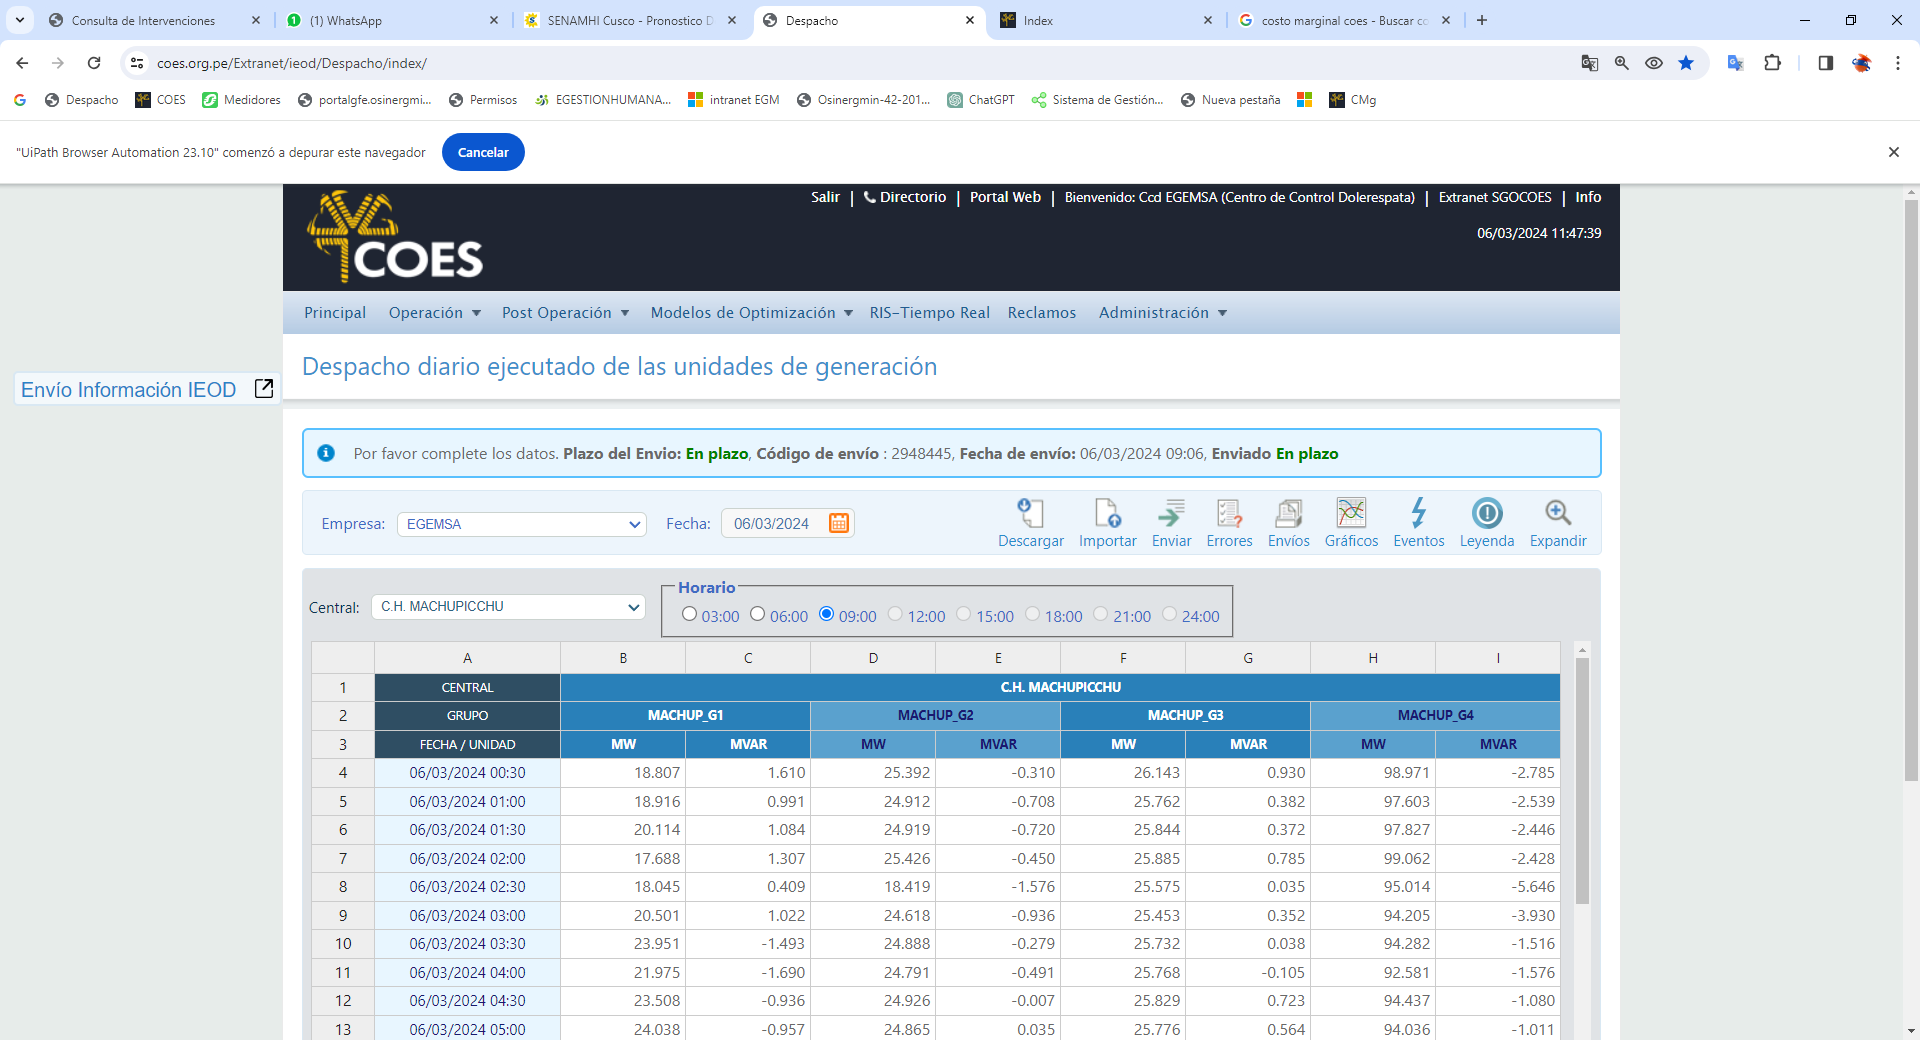 Consulta de Intervenciones
(1) WhatsApp
SENAMHI Cusco - Pronostico D
Despacho
Index
costo marginal coes - Buscar co
coes.org.pe/Extranet/ieod/Despacho/index/
Despacho
COES
Medidores
portalgfe.osinergmi...
Permisos
EGESTIONHUMANA...
intranet EGM
Osinergmin-42-201...
ChatGPT
Sistema de Gestión...
Nueva pestaña
CMg
"UiPath Browser Automation 23.10" comenzó a depurar este navegador
Cancelar
Salir | Directorio | Portal Web | Bienvenido: Ccd EGEMSA (Centro de Control Dolerespata) | Extranet SGOCOES | Info
06/03/2024 11:47:39
COES
Principal Operación Post Operación Modelos de Optimización RIS-Tiempo Real Reclamos Administración
Despacho diario ejecutado de las unidades de generación
Envío Información IEOD
Por favor complete los datos. Plazo del Envio: En plazo, Código de envío : 2948445, Fecha de envío: 06/03/2024 09:06, Enviado En plazo
Empresa: EGEMSA Fecha: 06/03/2024
Descargar Importar Enviar Errores Envíos Gráficos Eventos Leyenda Expandir
Central: C.H. MACHUPICCHU
Horario
03:00 06:00 09:00 12:00 15:00 18:00 21:00 24:00
A B C D E F G H I
1 CENTRAL C.H. MACHUPICCHU
2 GRUPO MACHUP_G1 MACHUP_G2 MACHUP_G3 MACHUP_G4
3 FECHA / UNIDAD MW MVAR MW MVAR MW MVAR MW MVAR
4 06/03/2024 00:30 18.807 1.610 25.392 -0.310 26.143 0.930 98.971 -2.785
5 06/03/2024 01:00 18.916 0.991 24.912 -0.708 25.762 0.382 97.603 -2.539
6 06/03/2024 01:30 20.114 1.084 24.919 -0.720 25.844 0.372 97.827 -2.446
7 06/03/2024 02:00 17.688 1.307 25.426 -0.450 25.885 0.785 99.062 -2.428
8 06/03/2024 02:30 18.045 0.409 18.419 -1.576 25.575 0.035 95.014 -5.646
9 06/03/2024 03:00 20.501 1.022 24.618 -0.936 25.453 0.352 94.205 -3.930
10 06/03/2024 03:30 23.951 -1.493 24.888 -0.279 25.732 0.038 94.282 -1.516
11 06/03/2024 04:00 21.975 -1.690 24.791 -0.491 25.768 -0.105 92.581 -1.576
12 06/03/2024 04:30 23.508 -0.936 24.926 -0.007 25.829 0.723 94.437 -1.080
13 06/03/2024 05:00 24.038 -0.957 24.865 0.035 25.776 0.564 94.036 -1.011